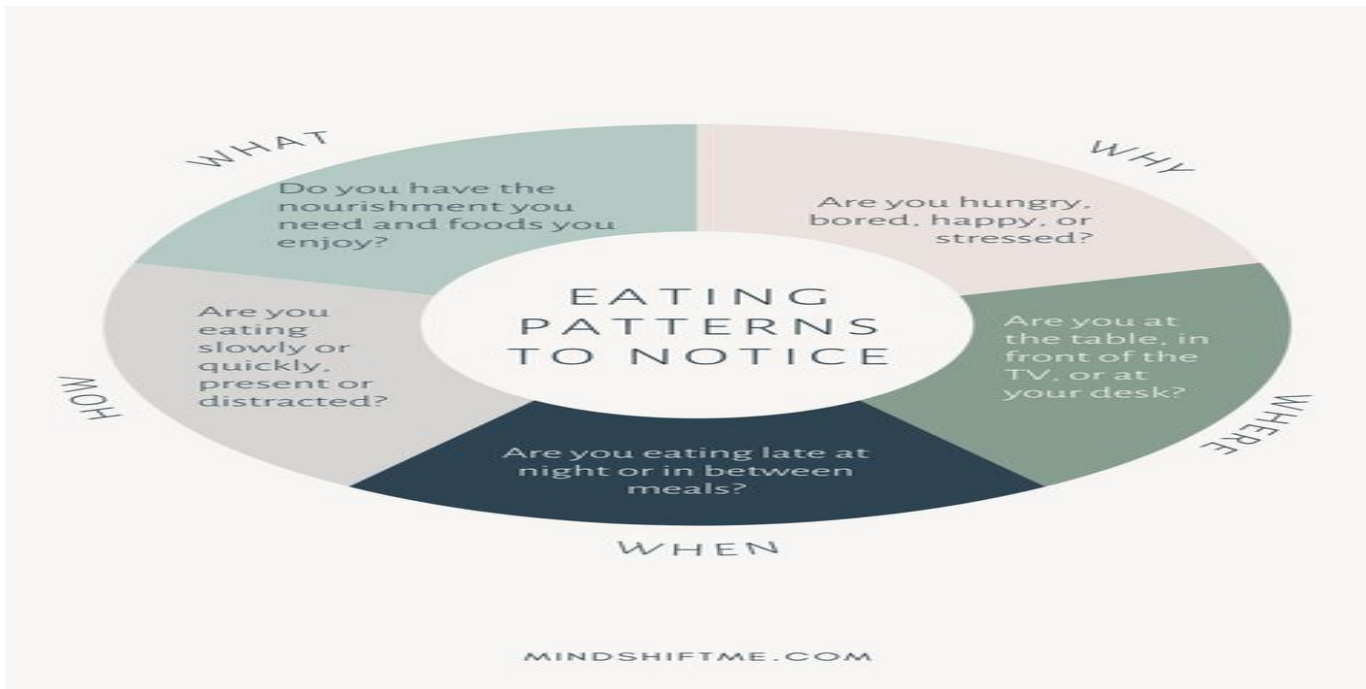 WHAT
Do you have the
nourishment you
need and foods you
enjoy?
WHY
Are you hungry,
bored, happy, or
stressed?
EATING
PATTERNS
TO NOTICE
HOW
Are you
eating
slowly or
quickly,
present or
distracted?
WHERE
Are you at
the table, in
front of the
TV, or at
your desk?
Are you eating late at
night or in between
meals?
WHEN
MINDSHIFTME.COM